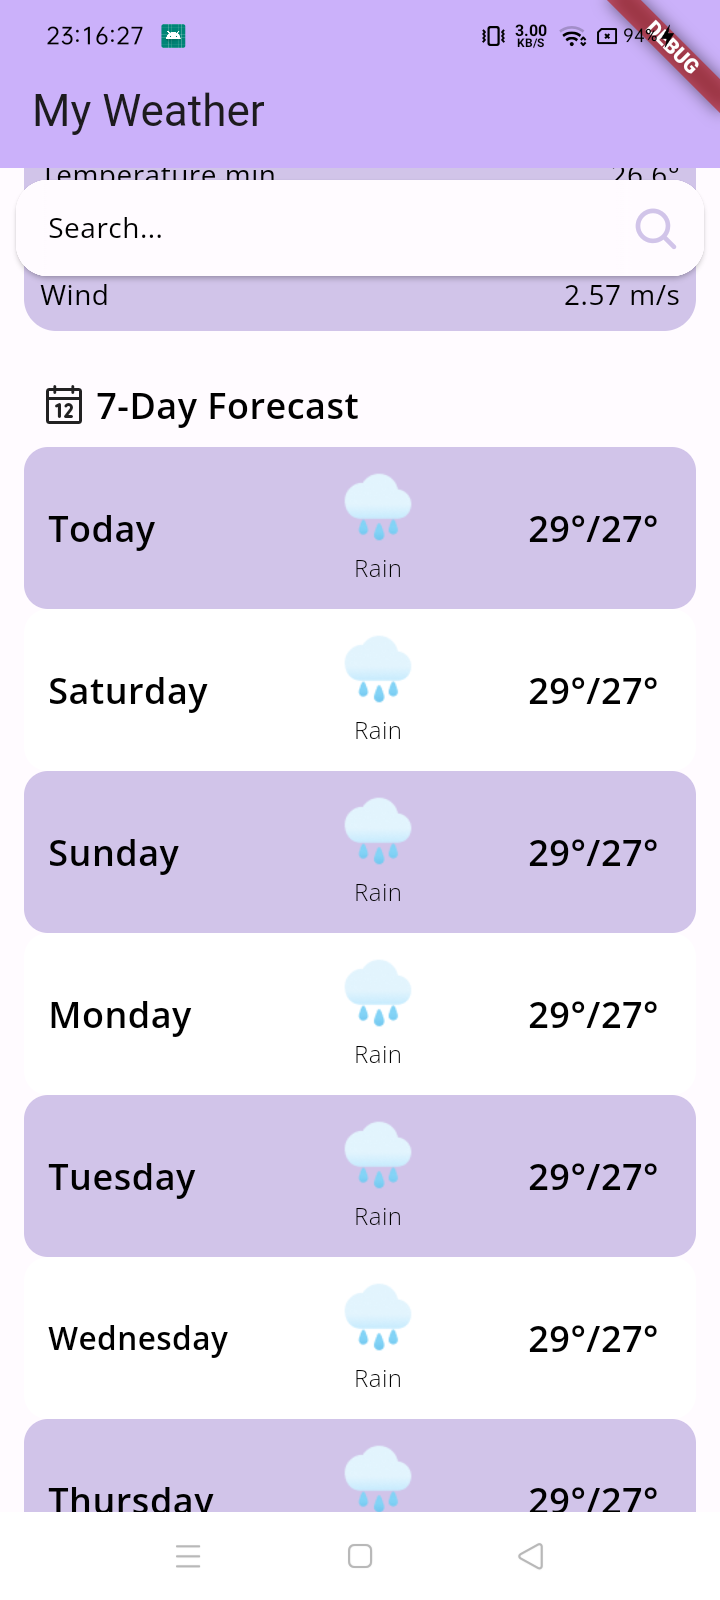 23:16:27
3.00
KB/S
94%
DEBUG
My Weather
Temperature min
26.6°
Search...
Wind
2.57 m/s
12
7-Day Forecast
Today
Rain
29°/27°
Saturday
Rain
29°/27°
Sunday
Rain
29°/27°
Monday
Rain
29°/27°
Tuesday
Rain
29°/27°
Wednesday
Rain
29°/27°
Thursday
29°/27°